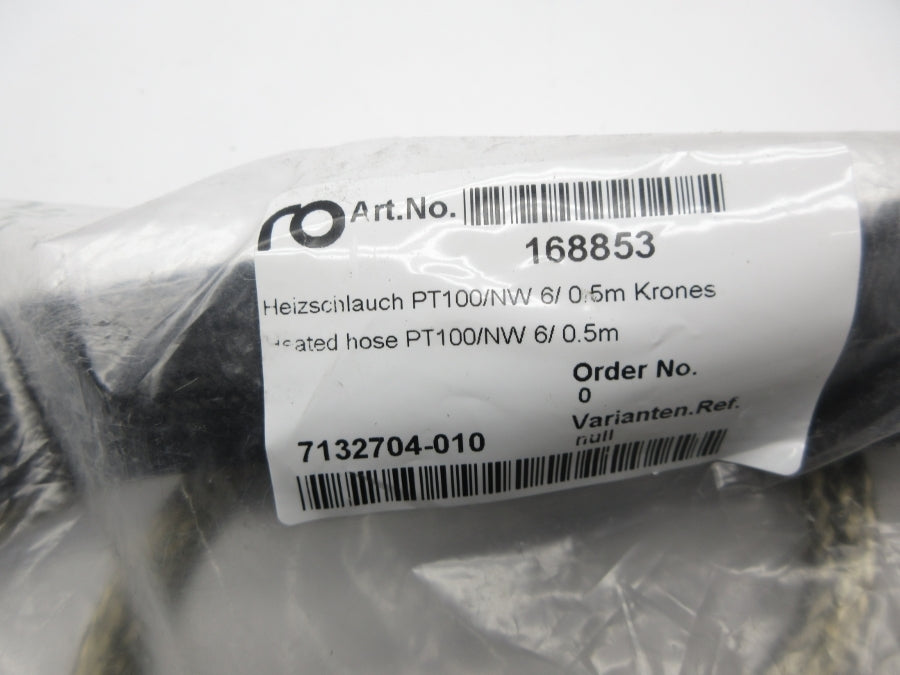 ro Art.No.
168853
Heizschlauch PT100/NW 6/ 0.5m Krones
Heated hose PT100/NW 6/ 0.5m
Order No.
0
Varianten.Ref.
null
7132704-010